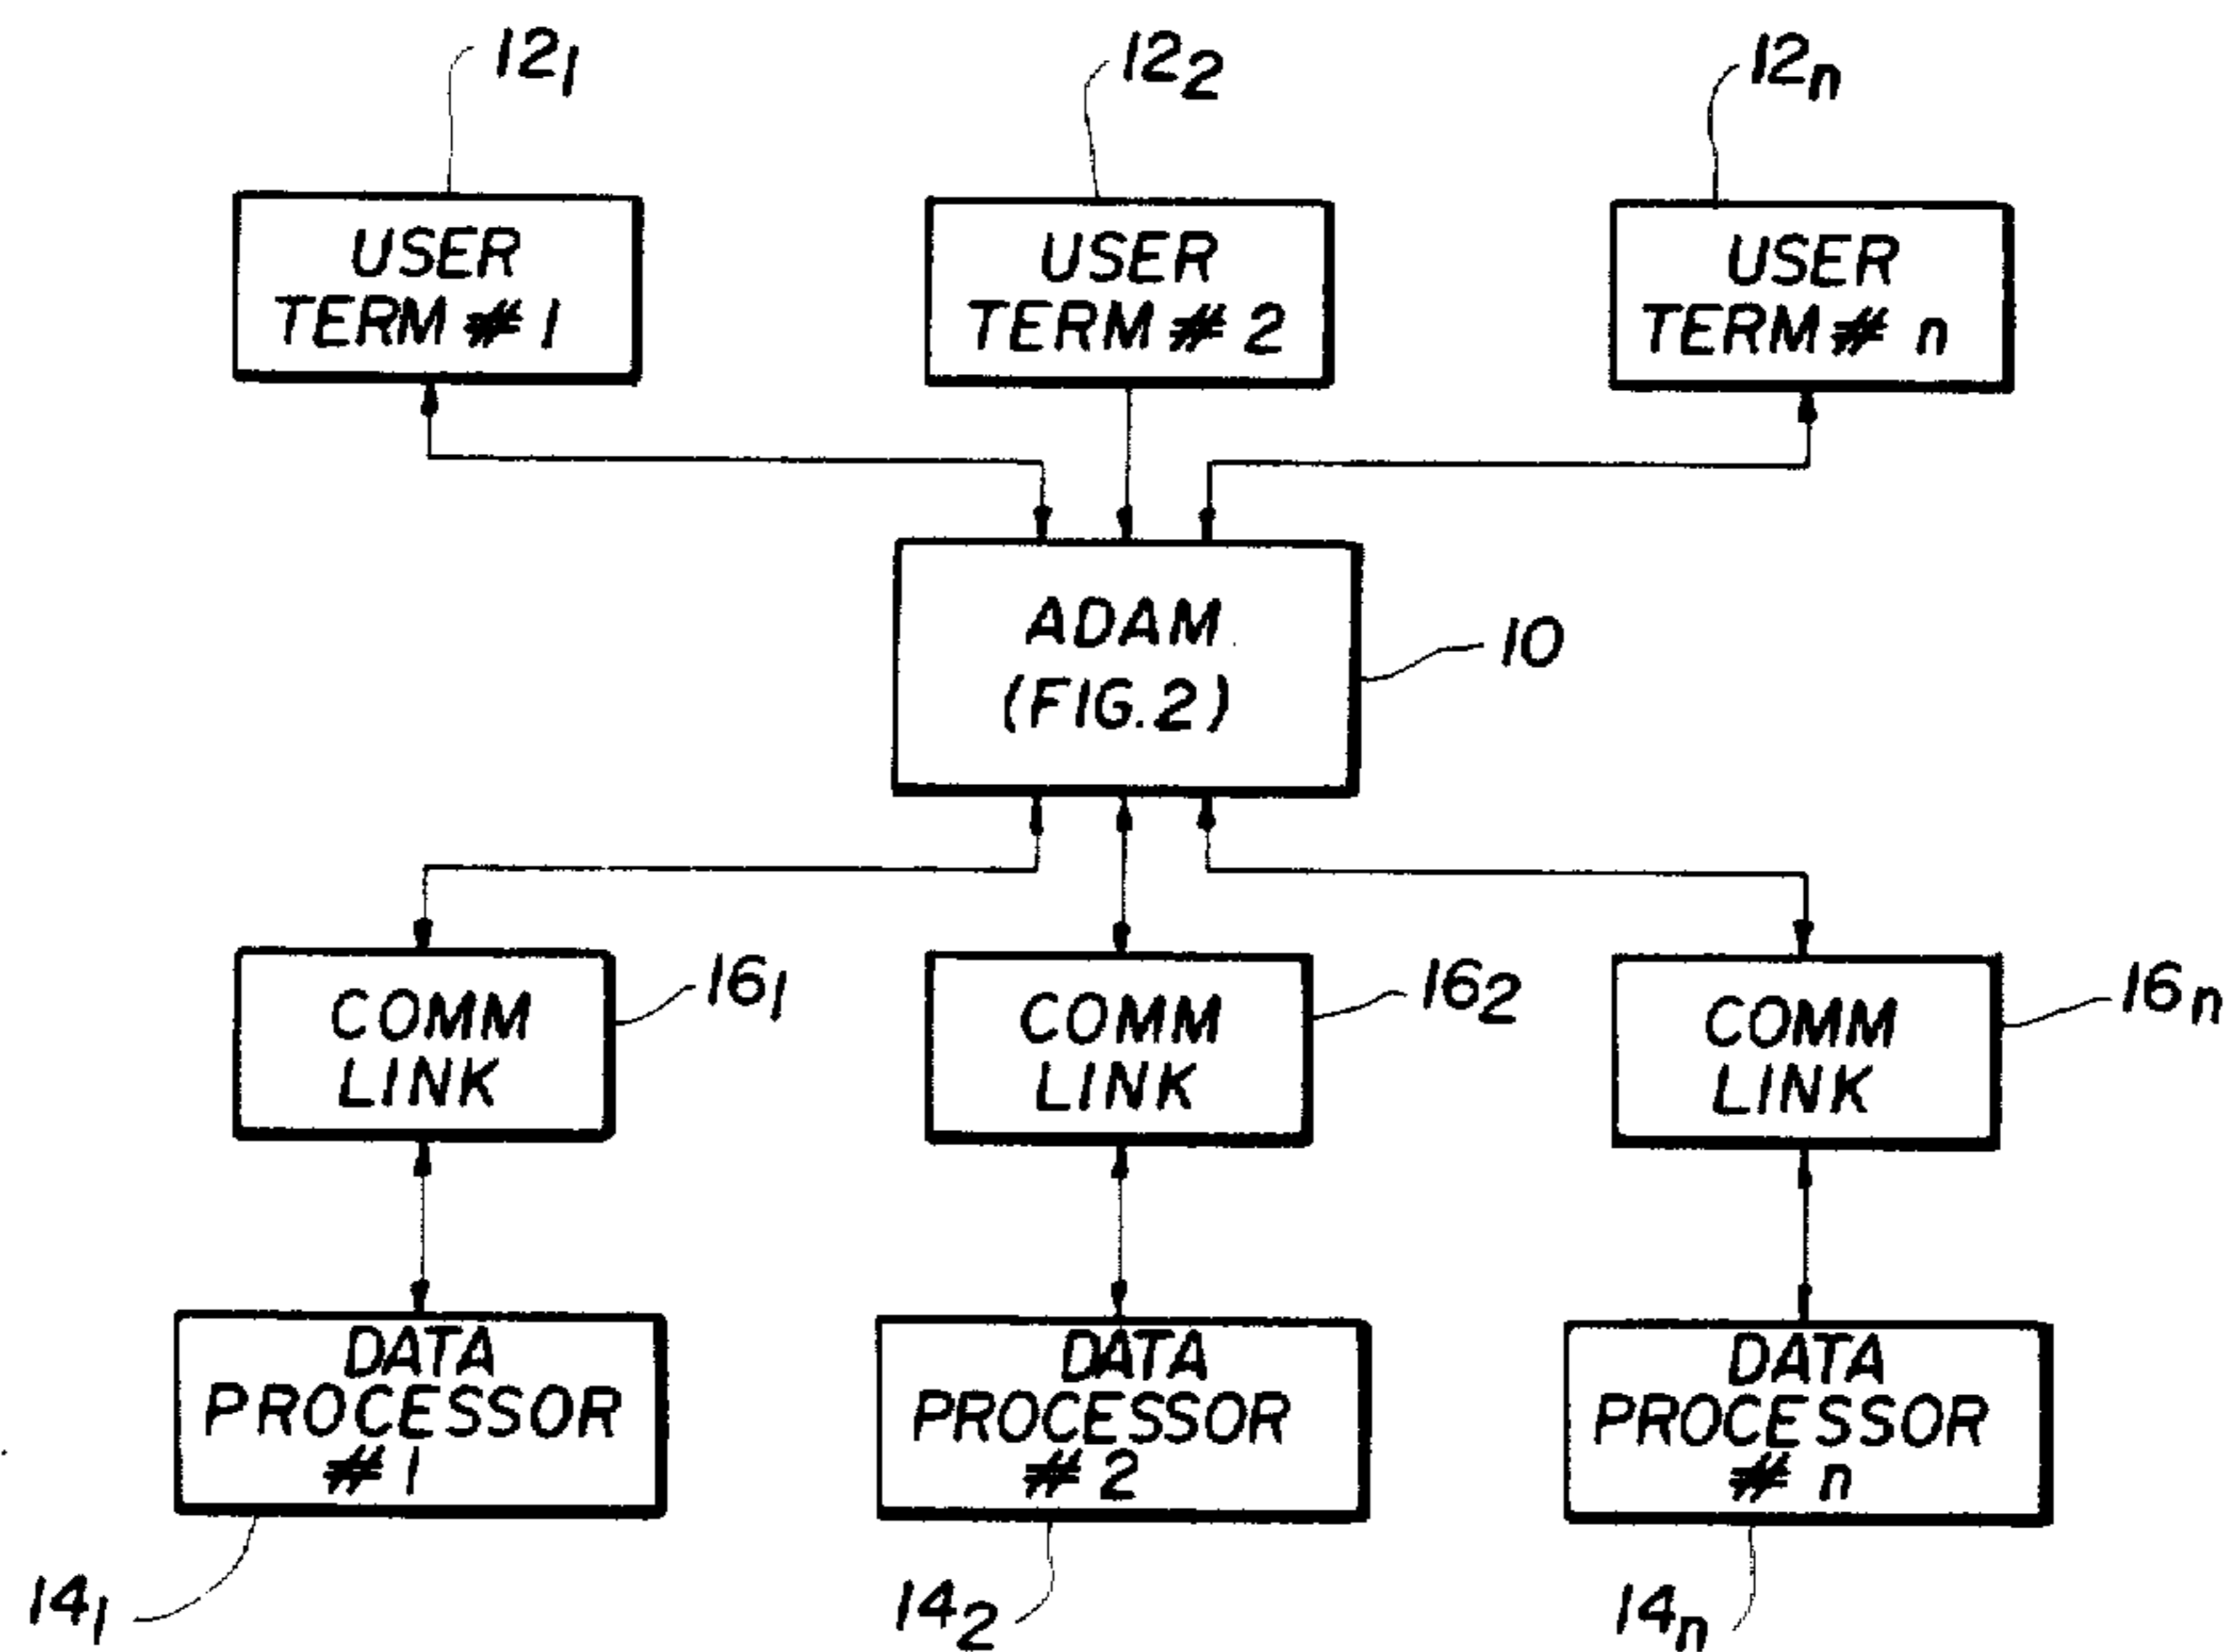 12₁
12₂
12ₙ
USER
TERM # 1
USER
TERM # 2
USER
TERM # n
ADAM
(FIG. 2)
10
COMM
LINK
16₁
COMM
LINK
16₂
COMM
LINK
16ₙ
DATA
PROCESSOR
# 1
DATA
PROCESSOR
# 2
DATA
PROCESSOR
# n
14₁
14₂
14ₙ